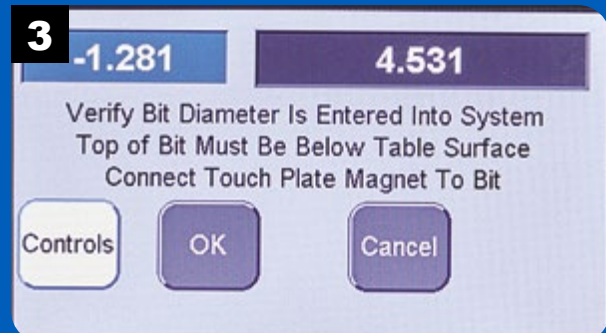 3
-1.281 4.531
Verify Bit Diameter Is Entered Into System
Top of Bit Must Be Below Table Surface
Connect Touch Plate Magnet To Bit
Controls OK Cancel